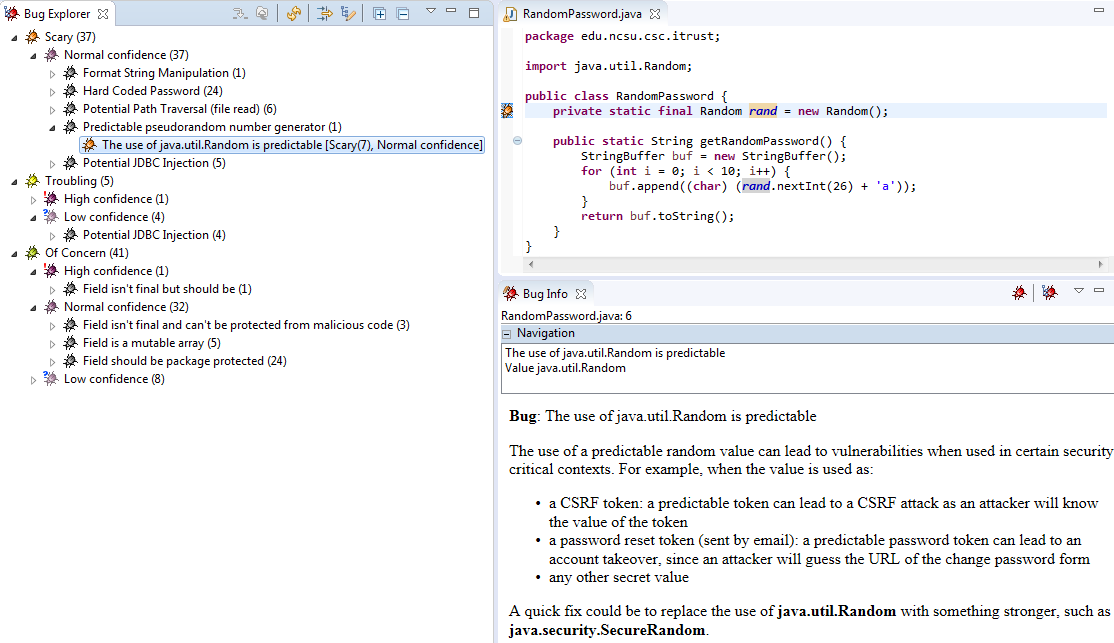 Bug Explorer
Scary (37)
Normal confidence (37)
Format String Manipulation (1)
Hard Coded Password (24)
Potential Path Traversal (file read) (6)
Predictable pseudorandom number generator (1)
The use of java.util.Random is predictable [Scary(7), Normal confidence]
Potential JDBC Injection (5)
Troubling (5)
High confidence (1)
Low confidence (4)
Potential JDBC Injection (4)
Of Concern (41)
High confidence (1)
Field isn't final but should be (1)
Normal confidence (32)
Field isn't final and can't be protected from malicious code (3)
Field is a mutable array (5)
Field should be package protected (24)
Low confidence (8)
RandomPassword.java
package edu.ncsu.csc.itrust;
import java.util.Random;
public class RandomPassword {
private static final Random rand = new Random();
public static String getRandomPassword() {
StringBuffer buf = new StringBuffer();
for (int i = 0; i < 10; i++) {
buf.append((char) (rand.nextInt(26) + 'a'));
}
return buf.toString();
}
}
Bug Info
RandomPassword.java: 6
Navigation
The use of java.util.Random is predictable
Value java.util.Random
Bug: The use of java.util.Random is predictable
The use of a predictable random value can lead to vulnerabilities when used in certain security
critical contexts. For example, when the value is used as:
• a CSRF token: a predictable token can lead to a CSRF attack as an attacker will know
the value of the token
• a password reset token (sent by email): a predictable password token can lead to an
account takeover, since an attacker will guess the URL of the change password form
• any other secret value
A quick fix could be to replace the use of java.util.Random with something stronger, such as
java.security.SecureRandom.